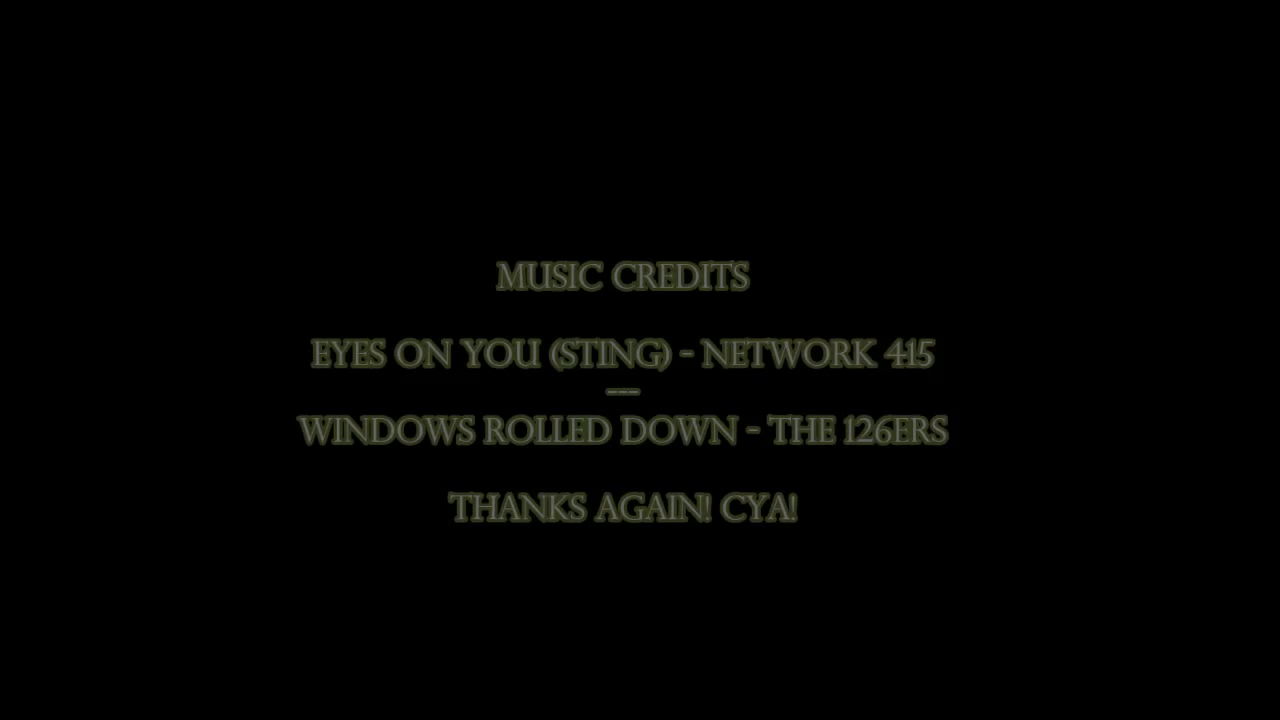 MUSIC CREDITS
EYES ON YOU (STING) - NETWORK 415
---
WINDOWS ROLLED DOWN - THE 126ERS
THANKS AGAIN! CYA!